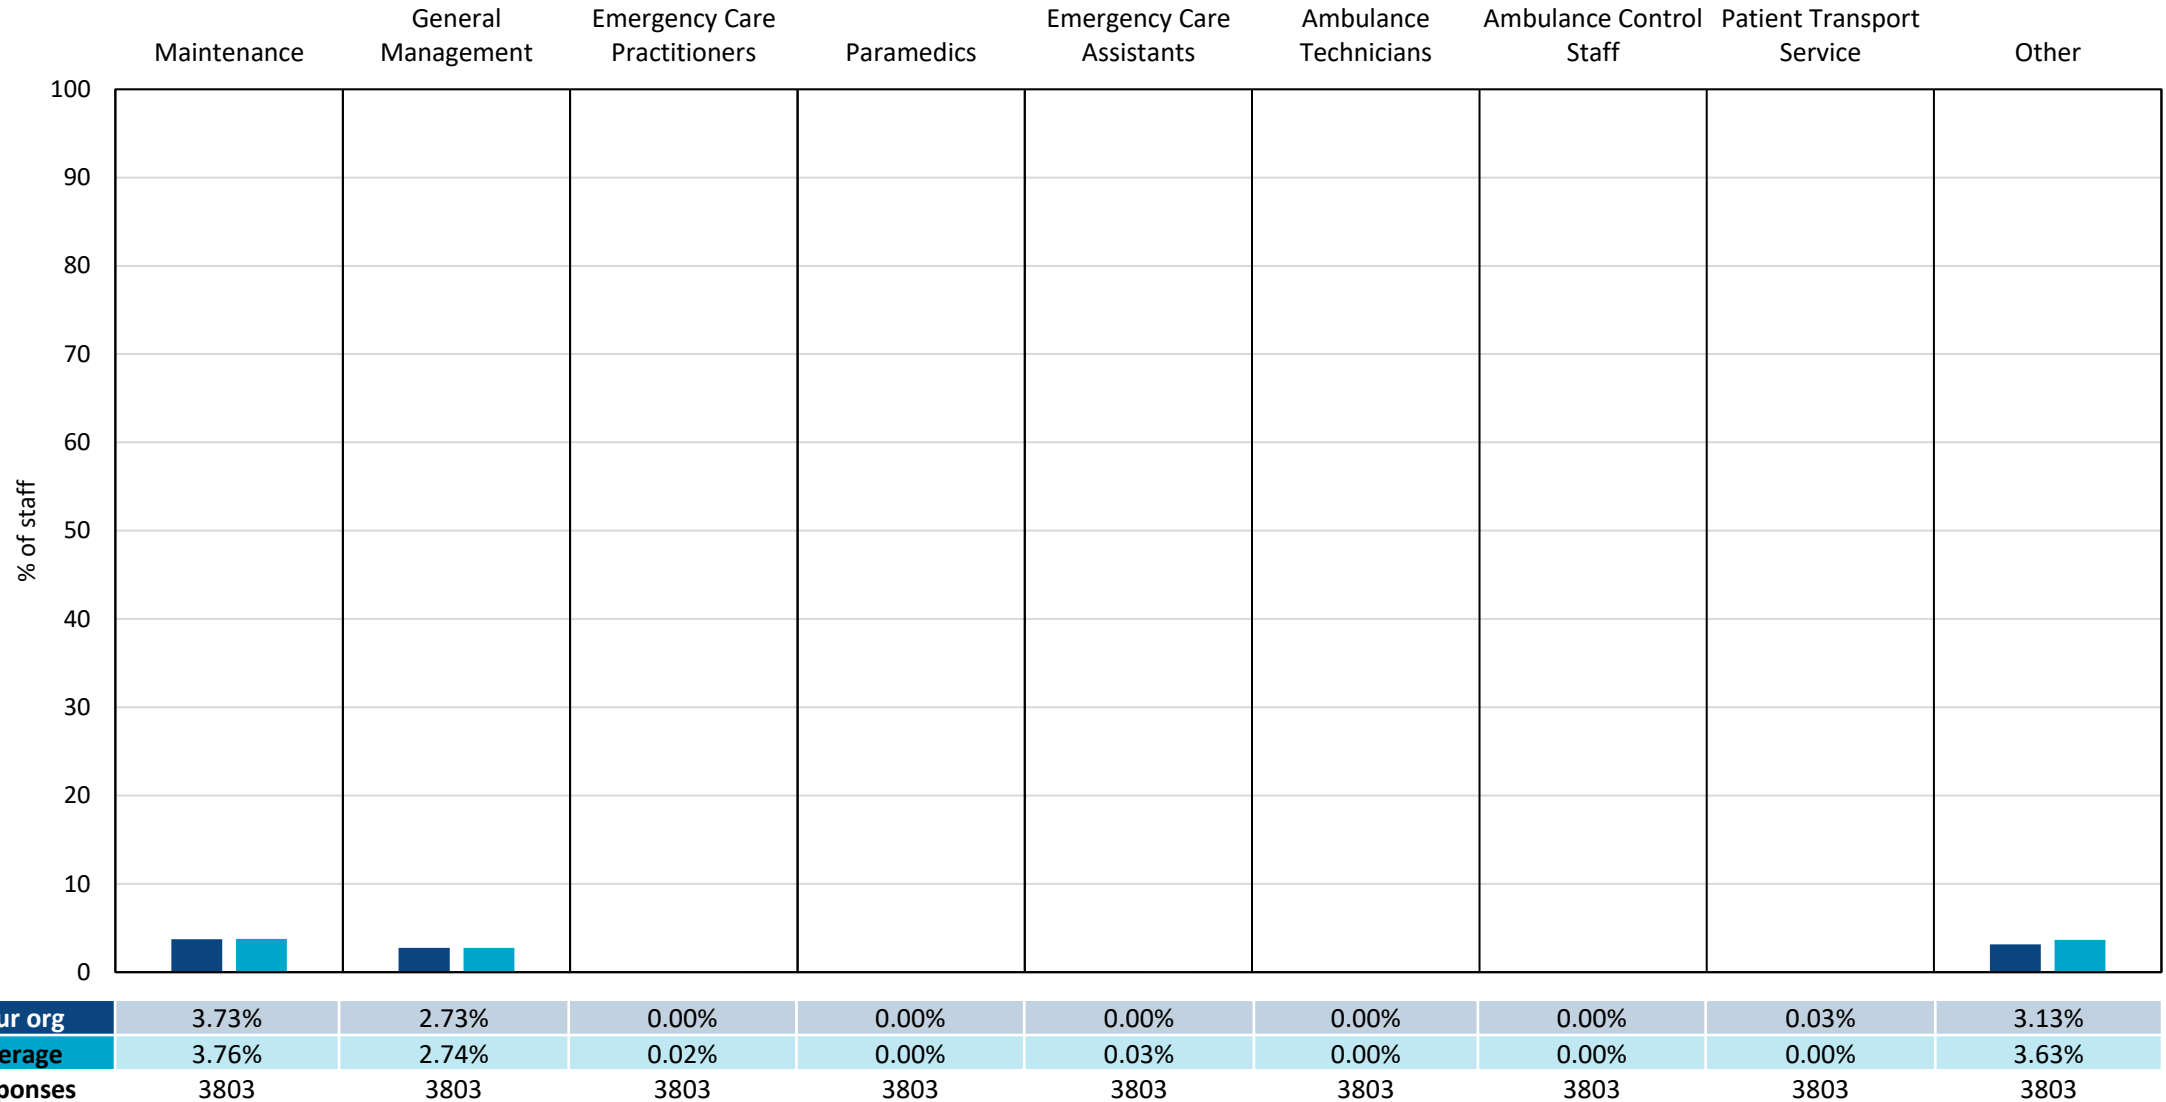 Maintenance
General
Management
Emergency Care
Practitioners
Paramedics
Emergency Care
Assistants
Ambulance
Technicians
Ambulance Control
Staff
Patient Transport
Service
Other
100
90
80
70
60
50
40
30
20
10
0
% of staff
ur org 3.73% 2.73% 0.00% 0.00% 0.00% 0.00% 0.00% 0.03% 3.13%
erage 3.76% 2.74% 0.02% 0.00% 0.03% 0.00% 0.00% 0.00% 3.63%
ponses 3803 3803 3803 3803 3803 3803 3803 3803 3803